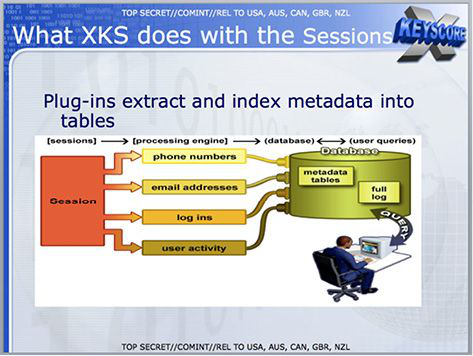 TOP SECRET//COMINT//REL TO USA, AUS, CAN, GBR, NZL
What XKS does with the Sessions
X
KEYSCORE
Plug-ins extract and index metadata into
tables
[sessions] [processing engine] (database) (user queries)
Session
phone numbers
email addresses
log ins
user activity
Database
metadata
tables
full
log
QUERY
TOP SECRET//COMINT//REL TO USA, AUS, CAN, GBR, NZL